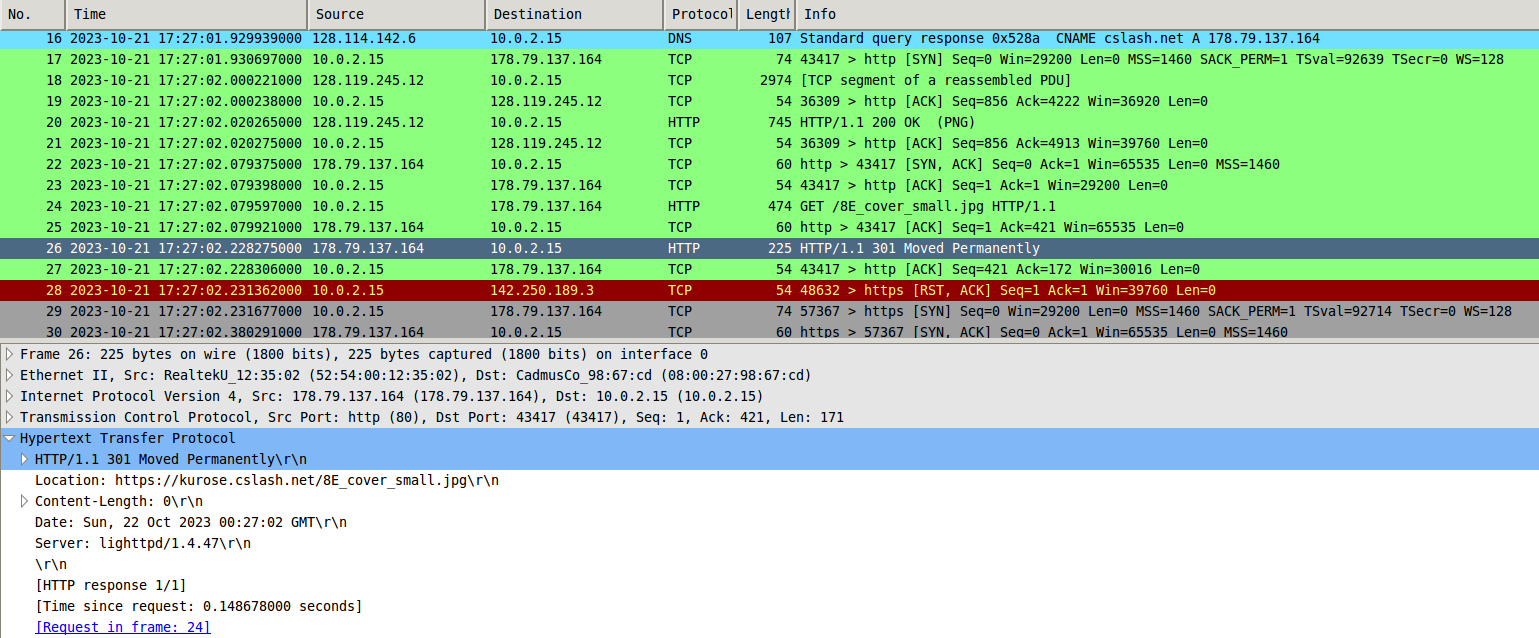 No. Time Source Destination Protocol Length Info
16 2023-10-21 17:27:01.929939000 128.114.142.6 10.0.2.15 DNS 107 Standard query response 0x528a CNAME cslash.net A 178.79.137.164
17 2023-10-21 17:27:01.930697000 10.0.2.15 178.79.137.164 TCP 74 43417 > http [SYN] Seq=0 Win=29200 Len=0 MSS=1460 SACK_PERM=1 TSval=92639 TSecr=0 WS=128
18 2023-10-21 17:27:02.000221000 128.119.245.12 10.0.2.15 TCP 2974 [TCP segment of a reassembled PDU]
19 2023-10-21 17:27:02.000238000 10.0.2.15 128.119.245.12 TCP 54 36309 > http [ACK] Seq=856 Ack=4222 Win=36920 Len=0
20 2023-10-21 17:27:02.020265000 128.119.245.12 10.0.2.15 HTTP 745 HTTP/1.1 200 OK (PNG)
21 2023-10-21 17:27:02.020275000 10.0.2.15 128.119.245.12 TCP 54 36309 > http [ACK] Seq=856 Ack=4913 Win=39760 Len=0
22 2023-10-21 17:27:02.079375000 178.79.137.164 10.0.2.15 TCP 60 http > 43417 [SYN, ACK] Seq=0 Ack=1 Win=65535 Len=0 MSS=1460
23 2023-10-21 17:27:02.079398000 10.0.2.15 178.79.137.164 TCP 54 43417 > http [ACK] Seq=1 Ack=1 Win=29200 Len=0
24 2023-10-21 17:27:02.079597000 10.0.2.15 178.79.137.164 HTTP 474 GET /8E_cover_small.jpg HTTP/1.1
25 2023-10-21 17:27:02.079921000 178.79.137.164 10.0.2.15 TCP 60 http > 43417 [ACK] Seq=1 Ack=421 Win=65535 Len=0
26 2023-10-21 17:27:02.228275000 178.79.137.164 10.0.2.15 HTTP 225 HTTP/1.1 301 Moved Permanently
27 2023-10-21 17:27:02.228306000 10.0.2.15 178.79.137.164 TCP 54 43417 > http [ACK] Seq=421 Ack=172 Win=30016 Len=0
28 2023-10-21 17:27:02.231362000 10.0.2.15 142.250.189.3 TCP 54 48632 > https [RST, ACK] Seq=1 Ack=1 Win=39760 Len=0
29 2023-10-21 17:27:02.231677000 10.0.2.15 178.79.137.164 TCP 74 57367 > https [SYN] Seq=0 Win=29200 Len=0 MSS=1460 SACK_PERM=1 TSval=92714 TSecr=0 WS=128
30 2023-10-21 17:27:02.380291000 178.79.137.164 10.0.2.15 TCP 60 https > 57367 [SYN, ACK] Seq=0 Ack=1 Win=65535 Len=0 MSS=1460
Frame 26: 225 bytes on wire (1800 bits), 225 bytes captured (1800 bits) on interface 0
Ethernet II, Src: RealtekU_12:35:02 (52:54:00:12:35:02), Dst: CadmusCo_98:67:cd (08:00:27:98:67:cd)
Internet Protocol Version 4, Src: 178.79.137.164 (178.79.137.164), Dst: 10.0.2.15 (10.0.2.15)
Transmission Control Protocol, Src Port: http (80), Dst Port: 43417 (43417), Seq: 1, Ack: 421, Len: 171
Hypertext Transfer Protocol
HTTP/1.1 301 Moved Permanently\r\n
Location: https://kurose.cslash.net/8E_cover_small.jpg\r\n
Content-Length: 0\r\n
Date: Sun, 22 Oct 2023 00:27:02 GMT\r\n
Server: lighttpd/1.4.47\r\n
\r\n
[HTTP response 1/1]
[Time since request: 0.148678000 seconds]
[Request in frame: 24]